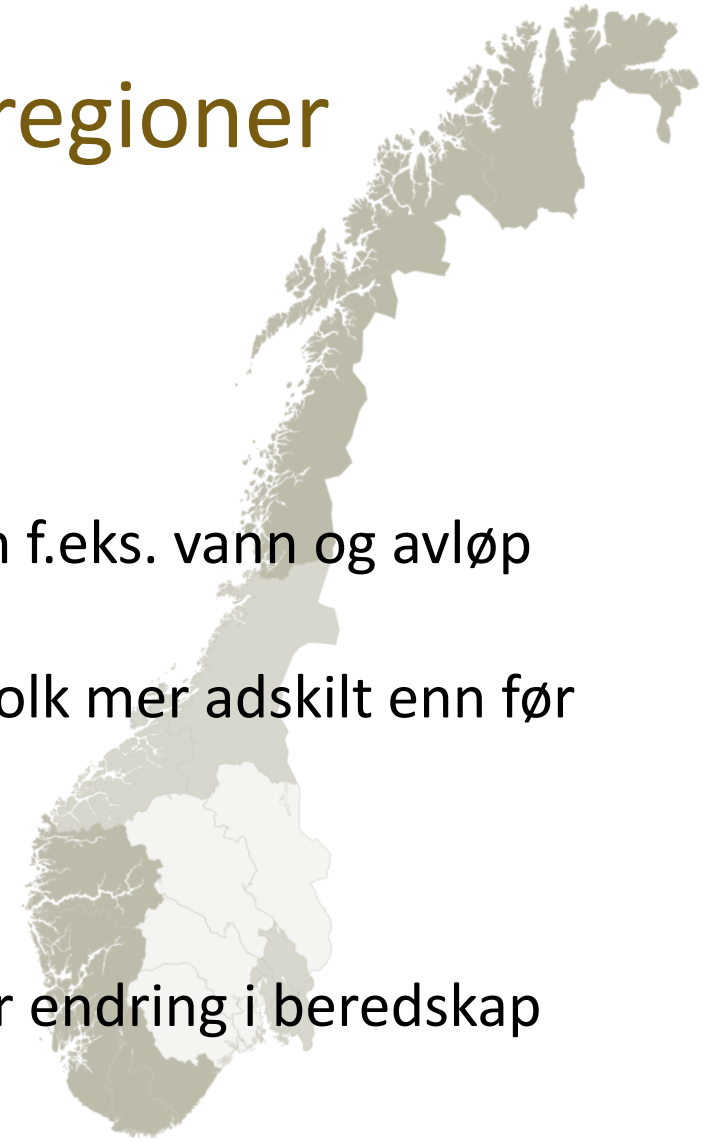 regioner
n f.eks. vann og avløp
olk mer adskilt enn før
r endring i beredskap